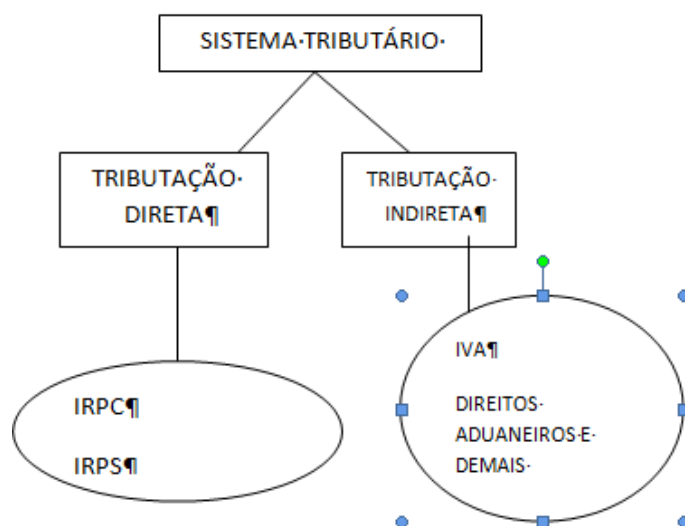 SISTEMA·TRIBUTÁRIO·
TRIBUTAÇÃO·
DIRETA¶
TRIBUTAÇÃO·
INDIRETA¶
IRPC¶
IRPS¶
IVA¶
DIREITOS·
ADUANEIROS·E·
DEMAIS·